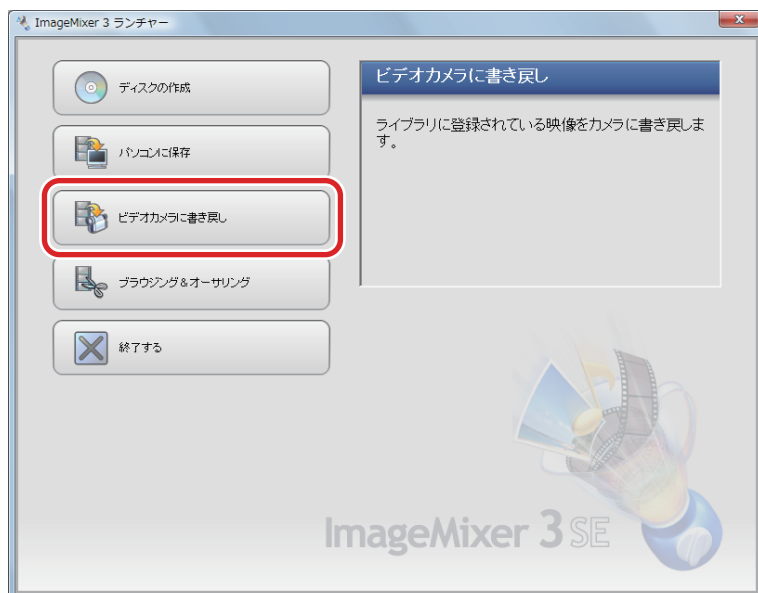 ImageMixer 3 ランチャー
ディスクの作成
パソコンに保存
ビデオカメラに書き戻し
ブラウジング&オーサリング
終了する
ビデオカメラに書き戻し
ライブラリに登録されている映像をカメラに書き戻しま
す。
ImageMixer 3 SE